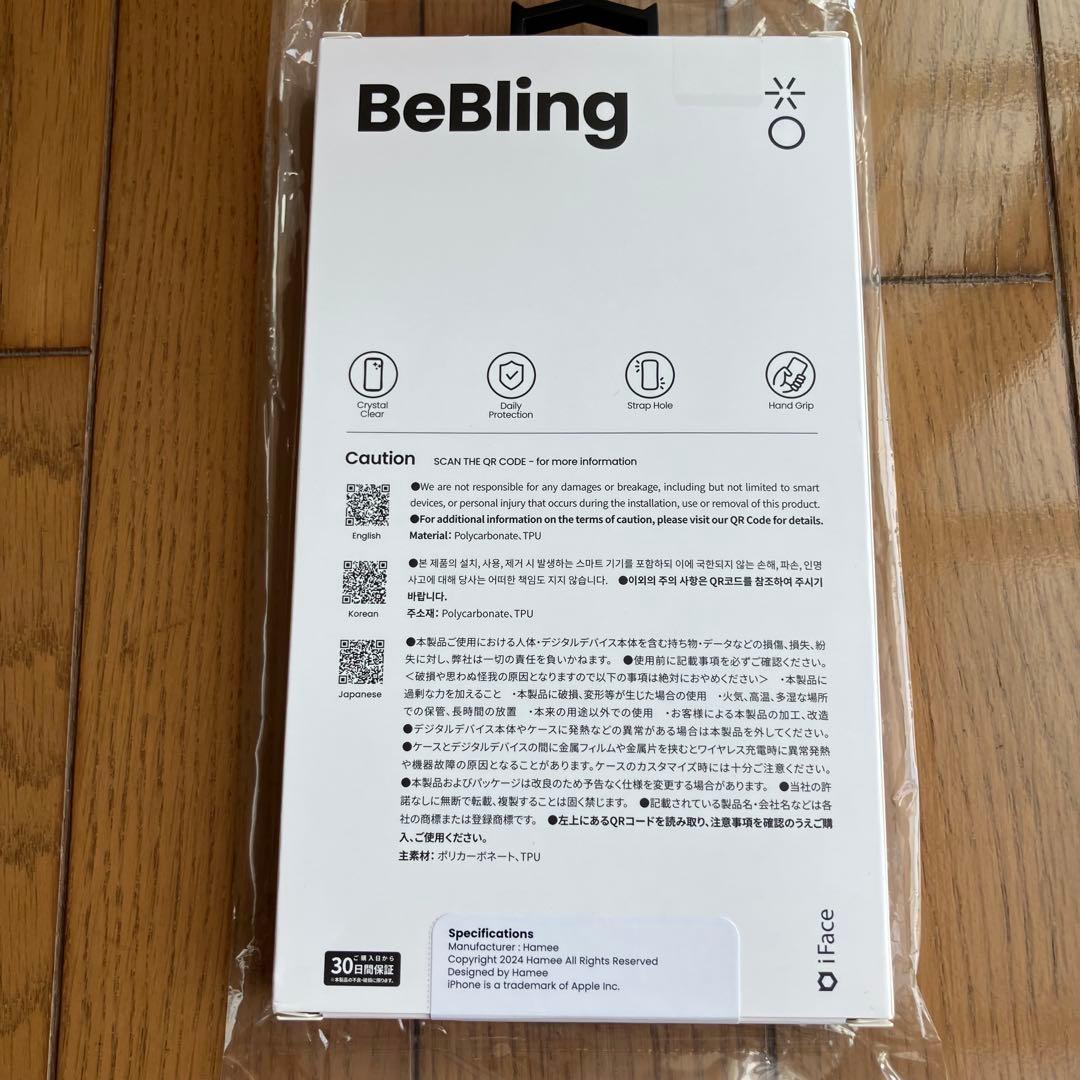 BeBling
Crystal
Clear
Daily
Protection
Strap Hole
Hand Grip
Caution SCAN THE QR CODE - for more information
English
●We are not responsible for any damages or breakage, including but not limited to smart
devices, or personal injury that occurs during the installation, use or removal of this product.
●For additional information on the terms of caution, please visit our QR Code for details.
Material: Polycarbonate, TPU
Korean
●본 제품의 설치, 사용, 제거 시 발생하는 스마트 기기를 포함하되 이에 국한되지 않는 손해, 파손, 인명
사고에 대해 당사는 어떠한 책임도 지지 않습니다. ●이외의 주의 사항은 QR코드를 참조하여 주시기
바랍니다.
주소재: Polycarbonate, TPU
Japanese
●本製品ご使用における人体・デジタルデバイス本体を含む持ち物・データなどの損傷、損失、紛
失に対し、弊社は一切の責任を負いかねます。 ●使用前に記載事項を必ずご確認ください。
<破損や思わぬ怪我の原因となりますので以下の事項は絶対におやめください> ・本製品に
過剰な力を加えること ・本製品に破損、変形等が生じた場合の使用 ・火気、高温、多湿な場所
での保管、長時間の放置 ・本来の用途以外での使用 ・お客様による本製品の加工、改造
●デジタルデバイス本体やケースに発熱などの異常がある場合は本製品を外してください。
●ケースとデジタルデバイスの間に金属フィルムや金属片を挟むとワイヤレス充電時に異常発熱
や機器故障の原因となることがあります。ケースのカスタマイズ時には十分ご注意ください。
●本製品およびパッケージは改良のため予告なく仕様を変更する場合があります。 ●当社の許
諾なしに無断で転載、複製することは固く禁じます。 ●記載されている製品名・会社名などは各
社の商標または登録商標です。 ●左上にあるQRコードを読み取り、注意事項を確認のうえご購
入、ご使用ください。
主素材: ポリカーボネート、TPU
ご購入日から
30日間保証
※本製品の不良・破損に限ります。
Specifications
Manufacturer : Hamee
Copyright 2024 Hamee All Rights Reserved
Designed by Hamee
iPhone is a trademark of Apple Inc.
iFace